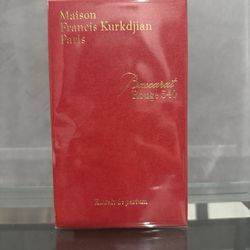 Maison
Francis Kurkdjian
Paris
Baccarat
Rouge 540
Extrait de parfum